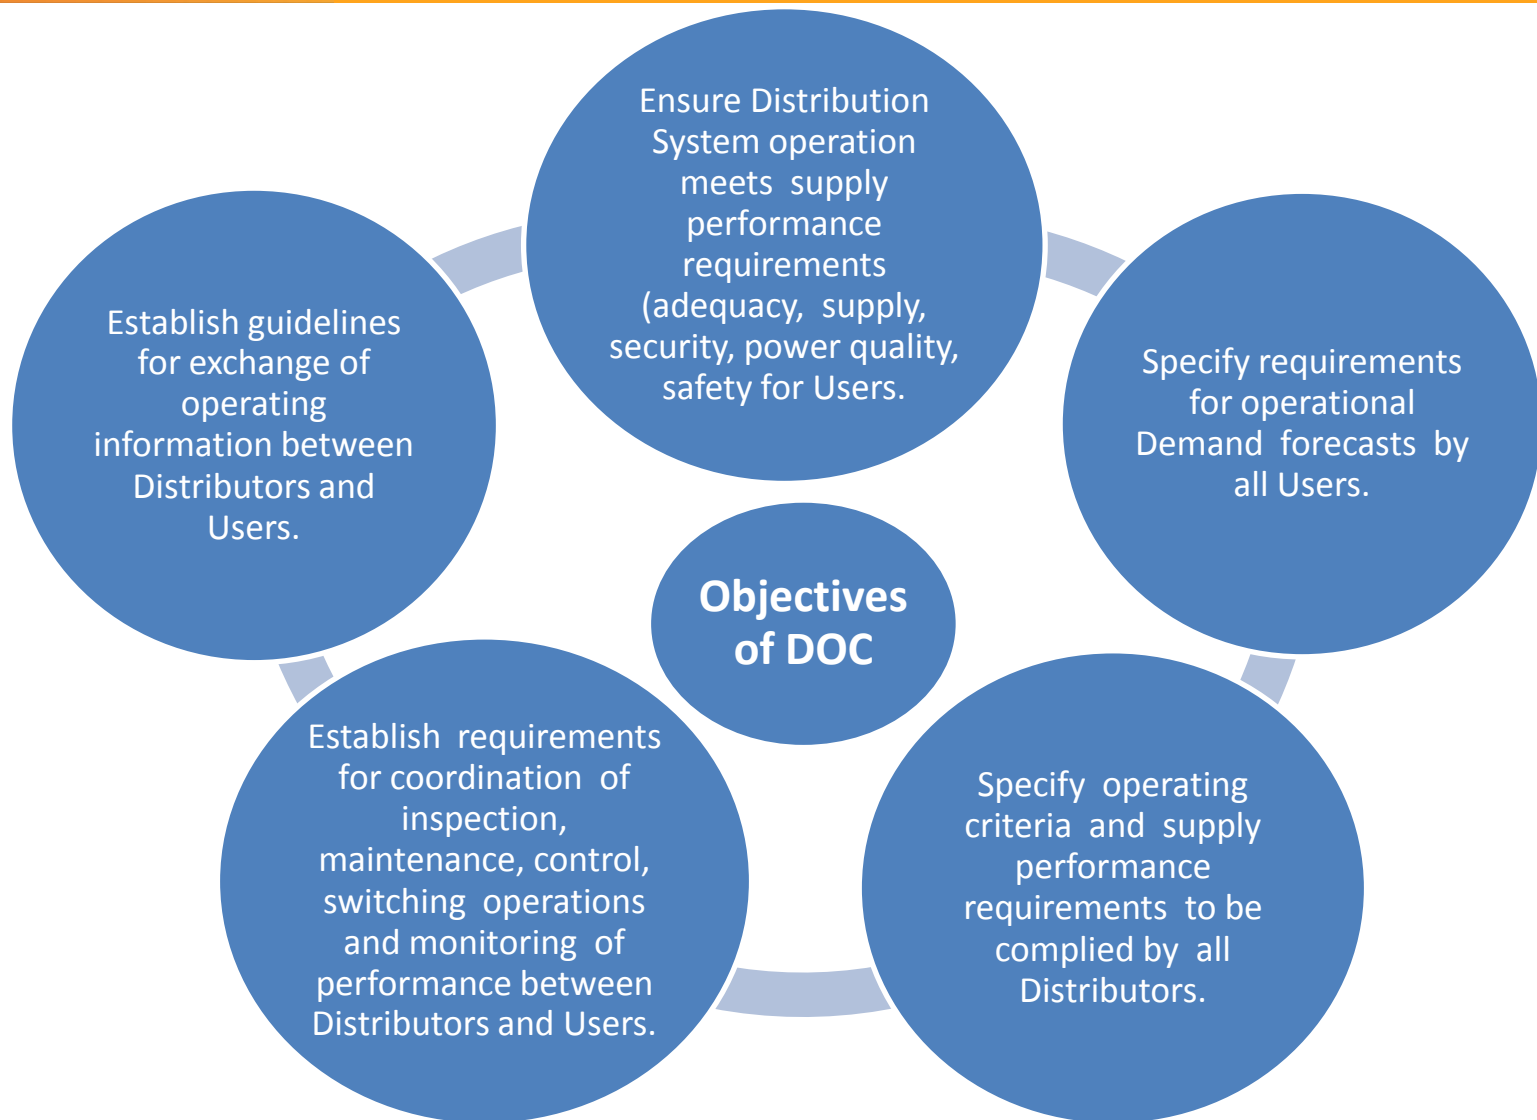 Ensure Distribution
System operation
meets supply
performance
requirements
(adequacy, supply,
security, power quality,
safety for Users.
Specify requirements
for operational
Demand forecasts by
all Users.
Specify operating
criteria and supply
performance
requirements to be
complied by all
Distributors.
Establish requirements
for coordination of
inspection,
maintenance, control,
switching operations
and monitoring of
performance between
Distributors and Users.
Establish guidelines
for exchange of
operating
information between
Distributors and
Users.
Objectives
of DOC